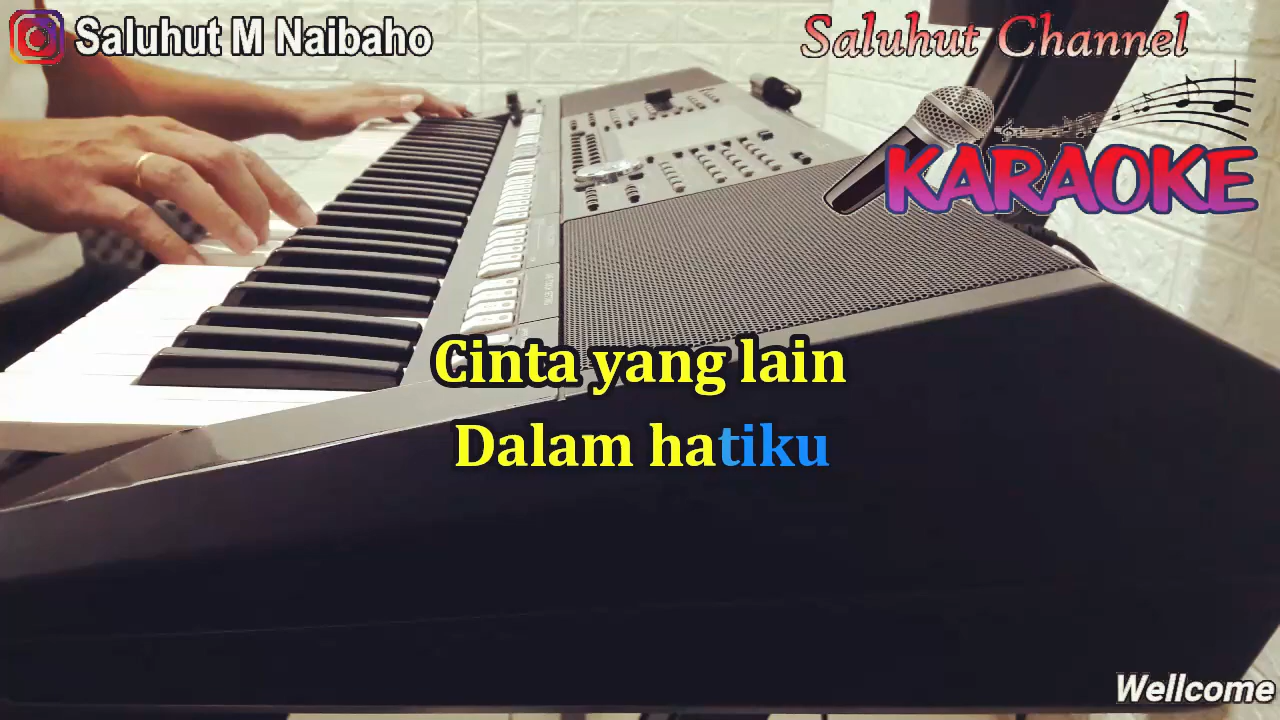 Saluhut M Naibaho
Saluhut Channel
KARAOKE
Cinta yang lain
Dalam hatiku
Wellcome